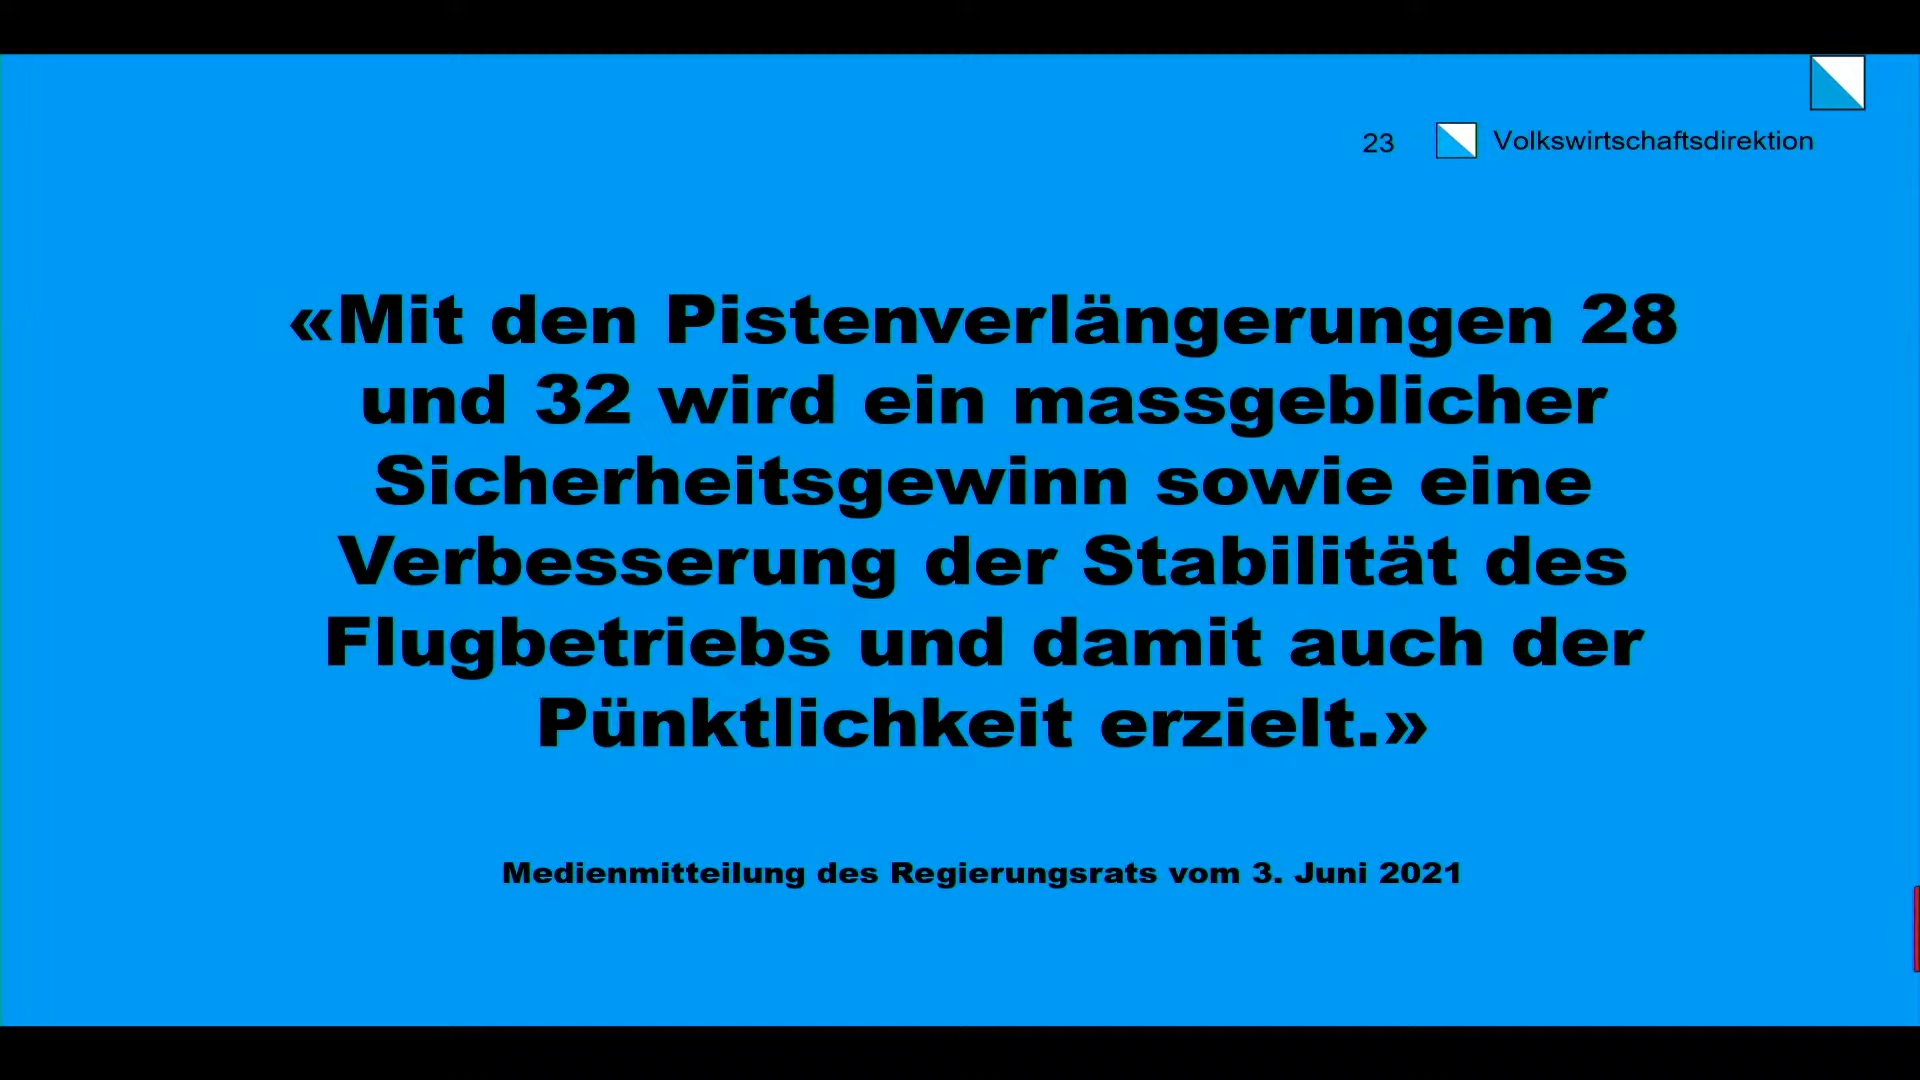 23 Volkswirtschaftsdirektion
«Mit den Pistenverlängerungen 28
und 32 wird ein massgeblicher
Sicherheitsgewinn sowie eine
Verbesserung der Stabilität des
Flugbetriebs und damit auch der
Pünktlichkeit erzielt.»
Medienmitteilung des Regierungsrats vom 3. Juni 2021